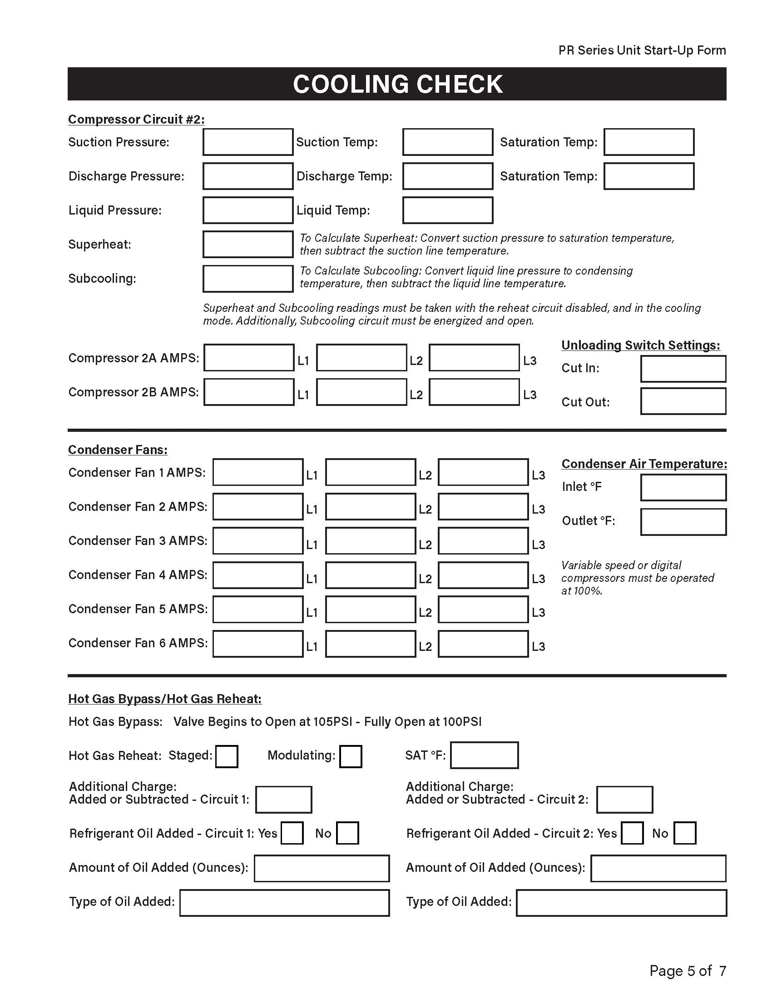 PR Series Unit Start-Up Form
COOLING CHECK
Compressor Circuit #2:
Suction Pressure: Suction Temp: Saturation Temp:
Discharge Pressure: Discharge Temp: Saturation Temp:
Liquid Pressure: Liquid Temp:
Superheat: To Calculate Superheat: Convert suction pressure to saturation temperature,
then subtract the suction line temperature.
Subcooling: To Calculate Subcooling: Convert liquid line pressure to condensing
temperature, then subtract the liquid line temperature.
Superheat and Subcooling readings must be taken with the reheat circuit disabled, and in the cooling
mode. Additionally, Subcooling circuit must be energized and open.
Compressor 2A AMPS: L1 L2 L3
Compressor 2B AMPS: L1 L2 L3
Unloading Switch Settings:
Cut In:
Cut Out:
Condenser Fans:
Condenser Fan 1 AMPS: L1 L2 L3
Condenser Fan 2 AMPS: L1 L2 L3
Condenser Fan 3 AMPS: L1 L2 L3
Condenser Fan 4 AMPS: L1 L2 L3
Condenser Fan 5 AMPS: L1 L2 L3
Condenser Fan 6 AMPS: L1 L2 L3
Condenser Air Temperature:
Inlet °F
Outlet °F:
Variable speed or digital
compressors must be operated
at 100%.
Hot Gas Bypass/Hot Gas Reheat:
Hot Gas Bypass: Valve Begins to Open at 105PSI - Fully Open at 100PSI
Hot Gas Reheat: Staged: Modulating: SAT °F:
Additional Charge:
Added or Subtracted - Circuit 1:
Additional Charge:
Added or Subtracted - Circuit 2:
Refrigerant Oil Added - Circuit 1: Yes No Refrigerant Oil Added - Circuit 2: Yes No
Amount of Oil Added (Ounces): Amount of Oil Added (Ounces):
Type of Oil Added: Type of Oil Added:
Page 5 of 7